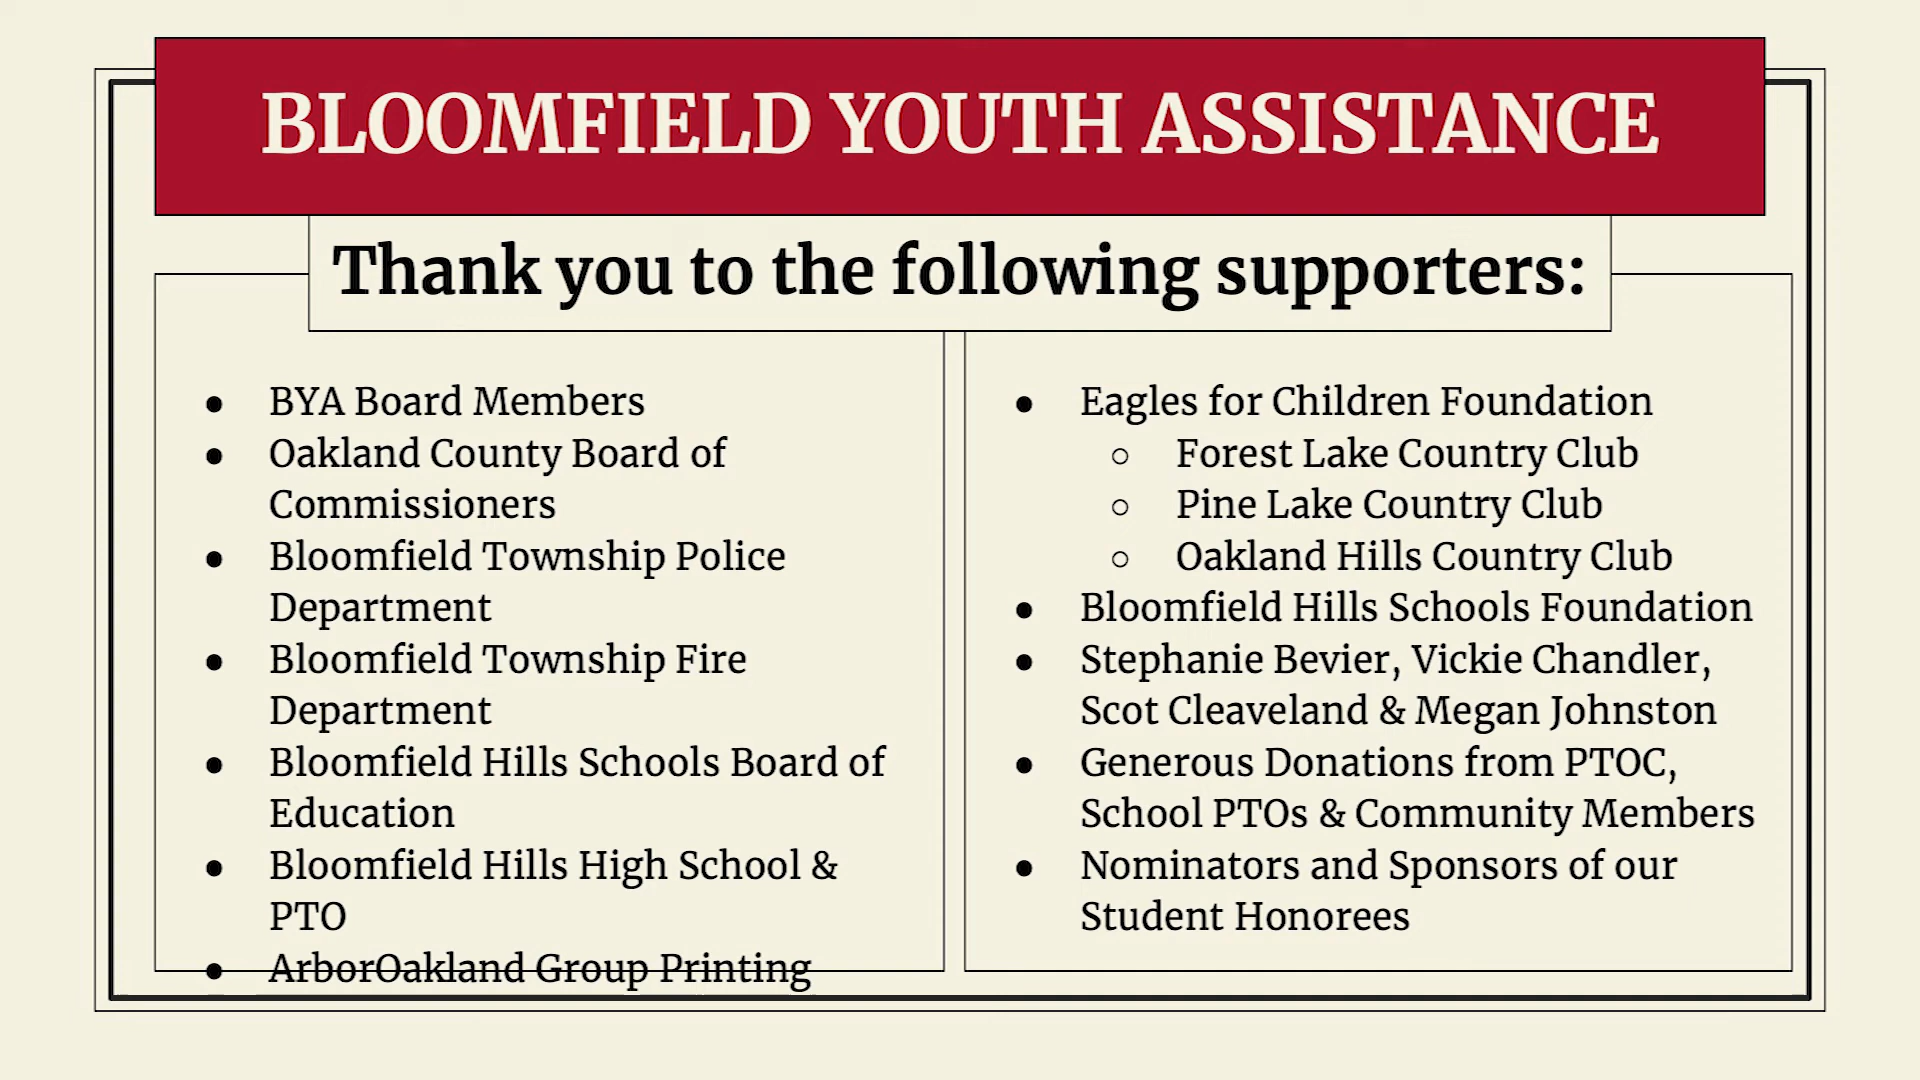 BLOOMFIELD YOUTH ASSISTANCE
Thank you to the following supporters:
● BYA Board Members
● Oakland County Board of
Commissioners
● Bloomfield Township Police
Department
● Bloomfield Township Fire
Department
● Bloomfield Hills Schools Board of
Education
● Bloomfield Hills High School &
PTO
● ArborOakland Group Printing
● Eagles for Children Foundation
○ Forest Lake Country Club
○ Pine Lake Country Club
○ Oakland Hills Country Club
● Bloomfield Hills Schools Foundation
● Stephanie Bevier, Vickie Chandler,
Scot Cleaveland & Megan Johnston
● Generous Donations from PTOC,
School PTOs & Community Members
● Nominators and Sponsors of our
Student Honorees